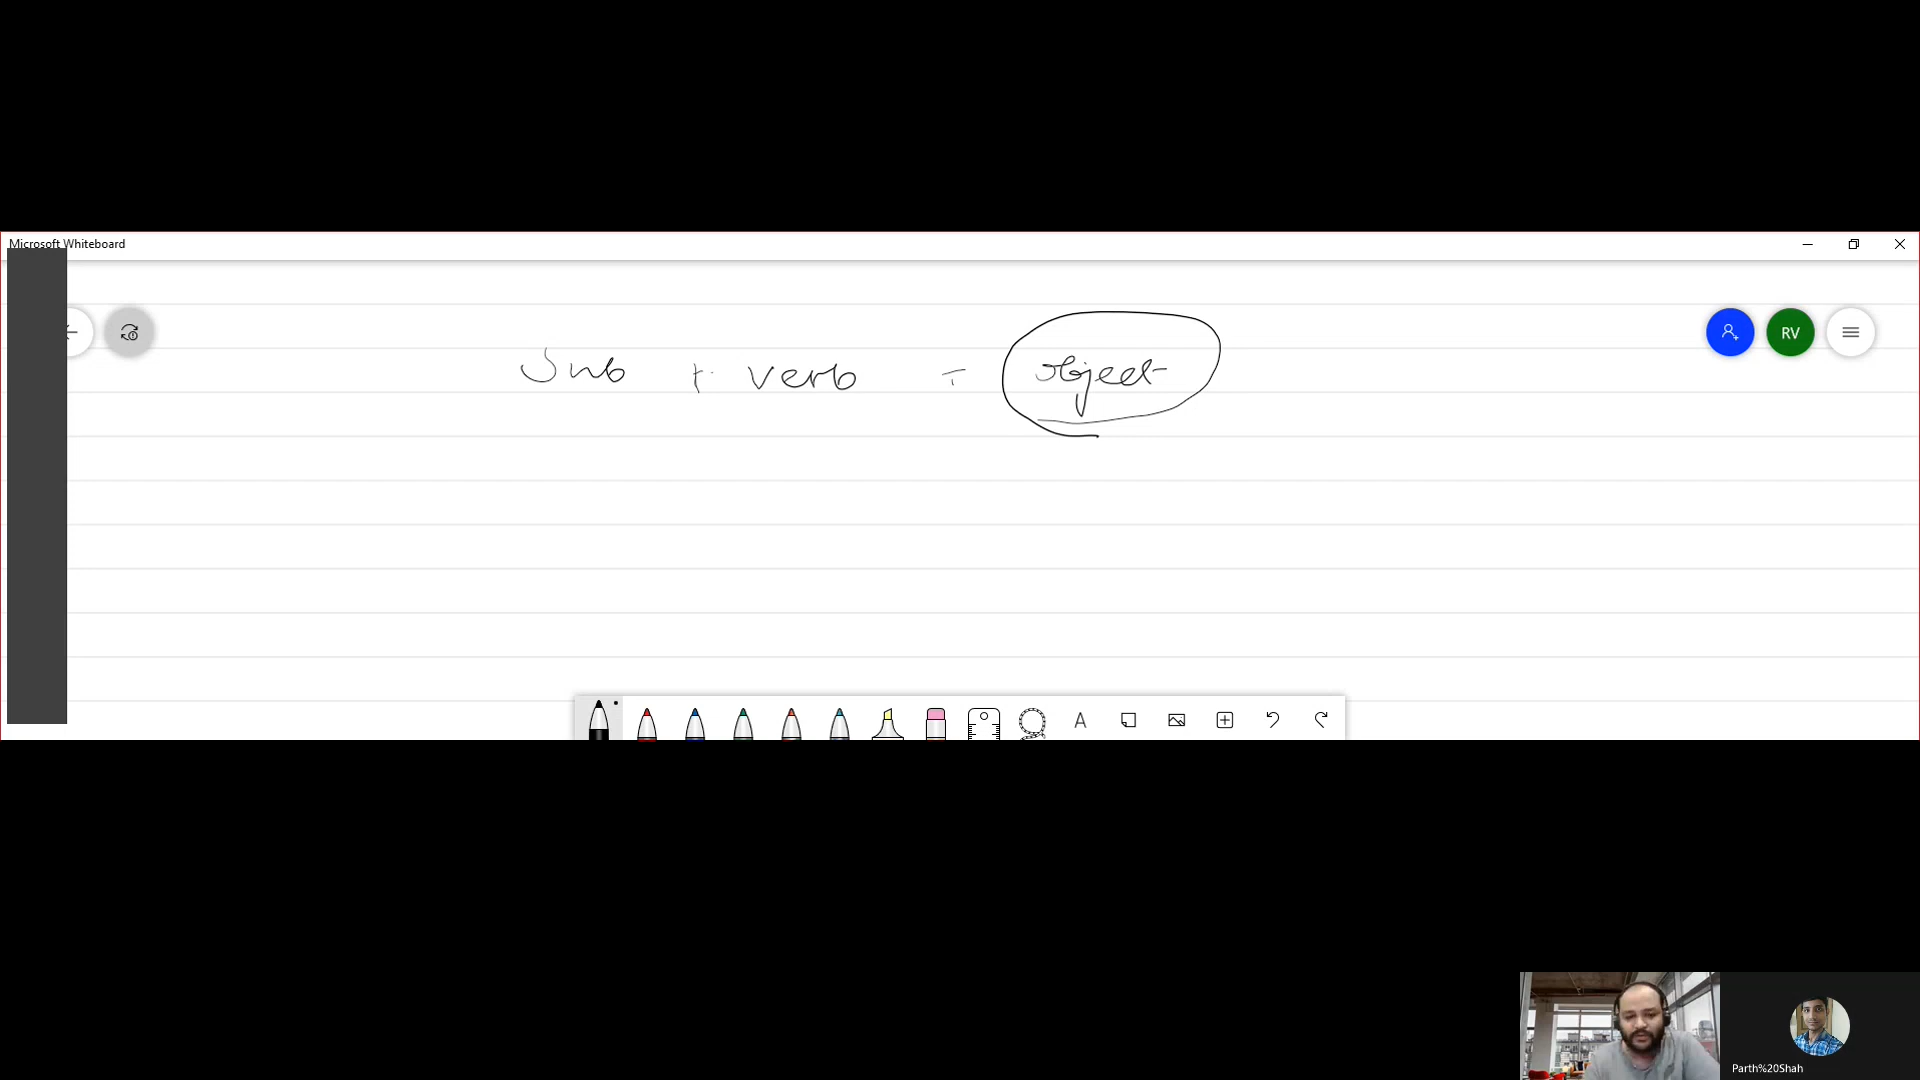 Microsoft Whiteboard
RV
Sub + verb + object
A
Parth%20Shah